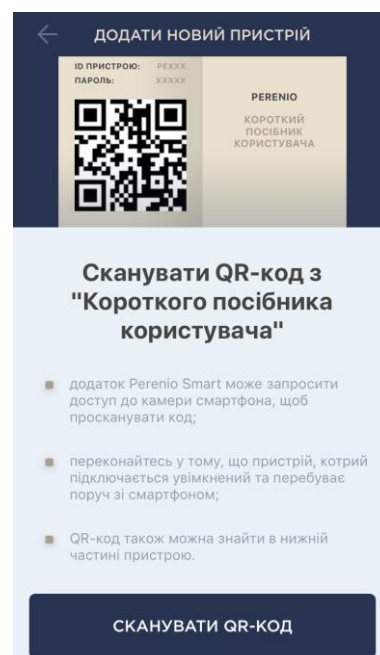 ДОДАТИ НОВИЙ ПРИСТРІЙ
ID ПРИСТРОЮ: PEXXX
ПАРОЛЬ: XXXXX
PERENIO
КОРОТКИЙ
ПОСІБНИК
КОРИСТУВАЧА
Сканувати QR-код з
"Короткого посібника
користувача"
додаток Perenio Smart може запросити
доступ до камери смартфона, щоб
просканувати код;
переконайтесь у тому, що пристрій, котрий
підключається увімкнений та перебуває
поруч зі смартфоном;
QR-код також можна знайти в нижній
частині пристрою.
СКАНУВАТИ QR-КОД